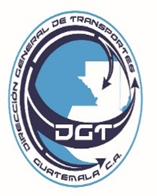 DIRECCIÓN GENERAL DE TRANSPORTES
DGT
GUATEMALA C.A.